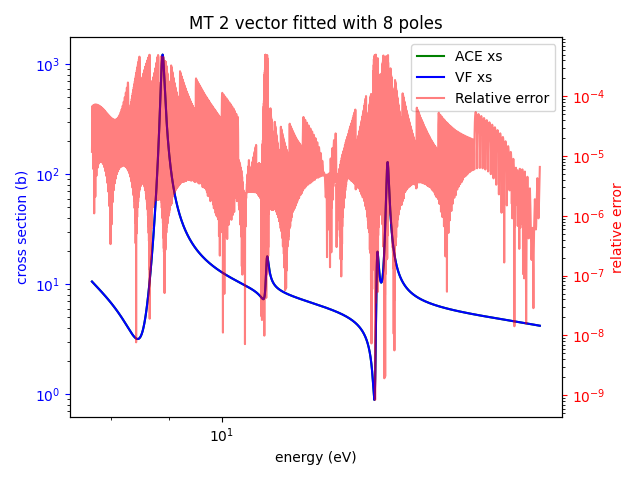 MT 2 vector fitted with 8 poles
ACE xs
VF xs
Relative error
10³
10²
10¹
10⁰
cross section (b)
10⁻⁴
10⁻⁵
10⁻⁶
10⁻⁷
10⁻⁸
10⁻⁹
relative error
10¹
energy (eV)